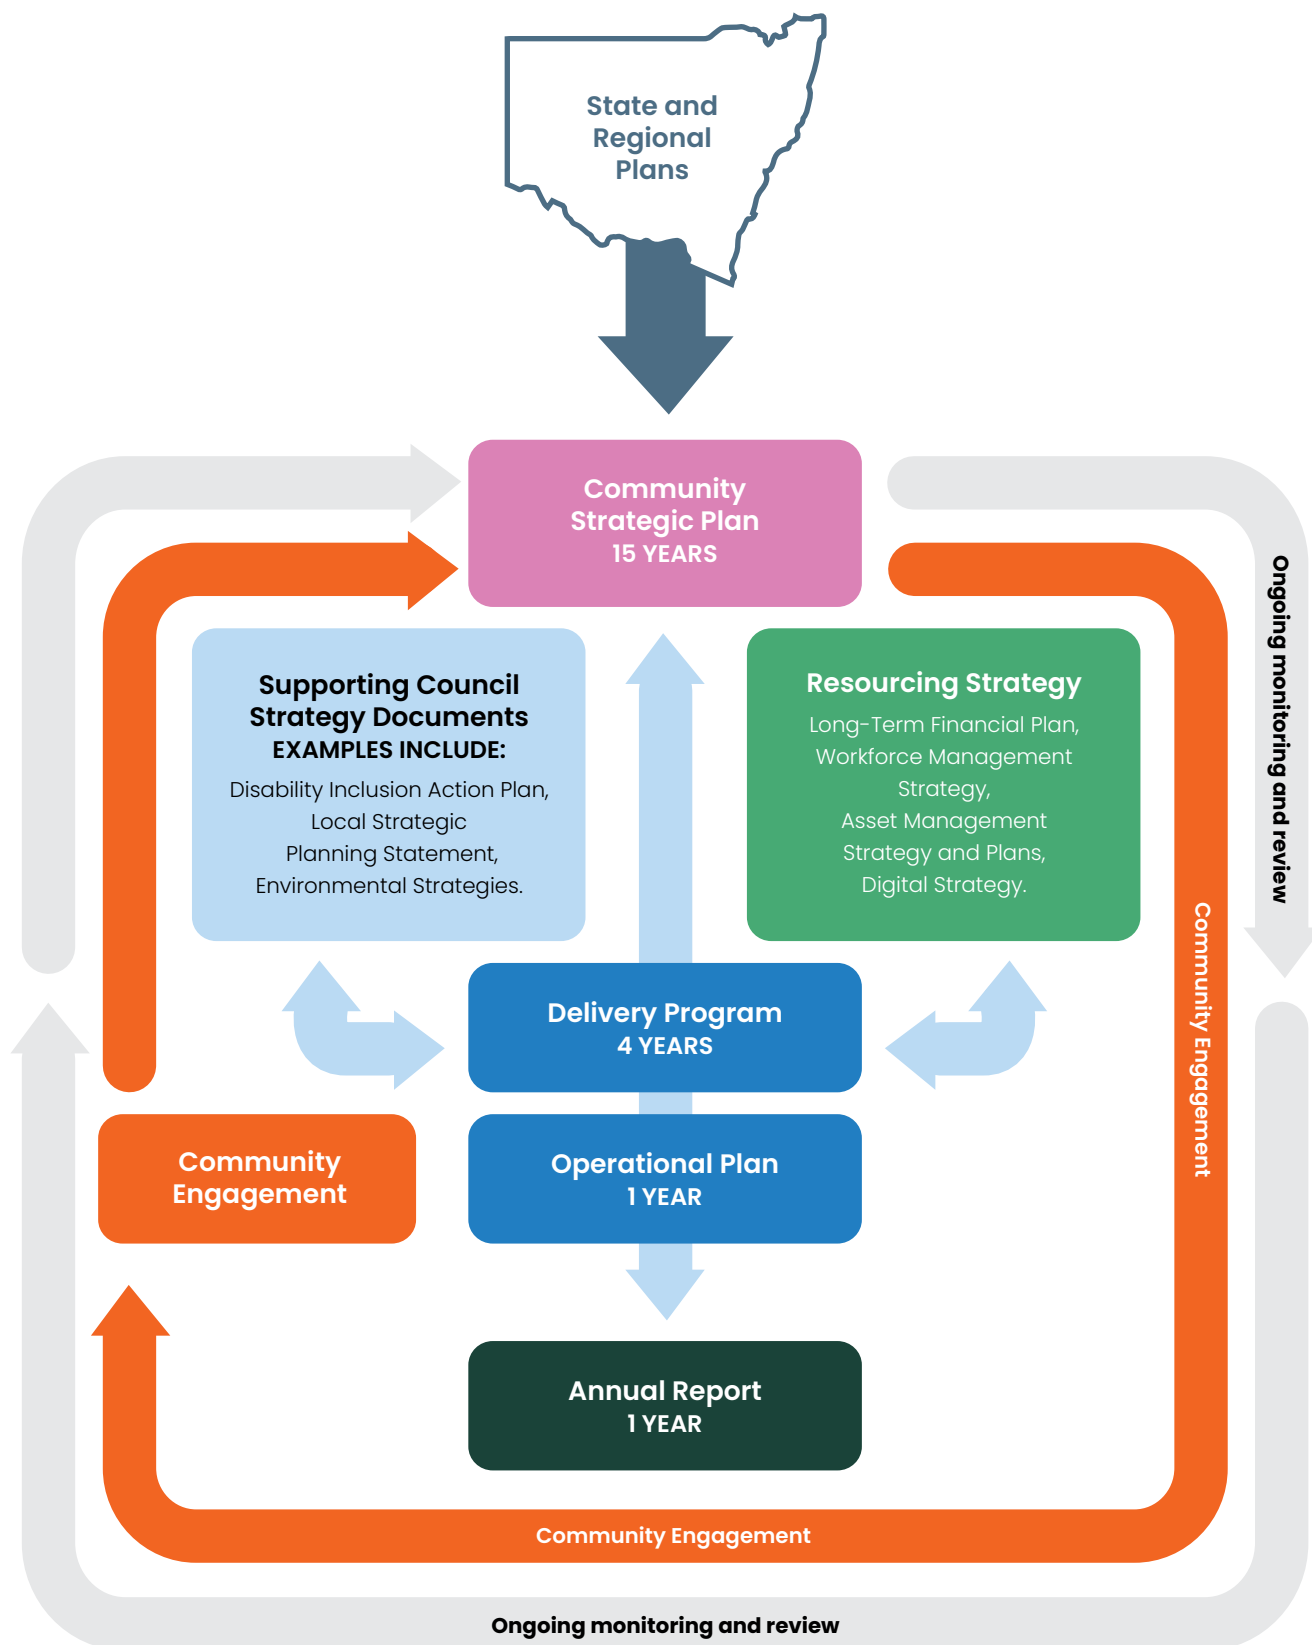 State and
Regional
Plans
Community
Strategic Plan
15 YEARS
Supporting Council
Strategy Documents
EXAMPLES INCLUDE:
Disability Inclusion Action Plan,
Local Strategic
Planning Statement,
Environmental Strategies.
Resourcing Strategy
Long-Term Financial Plan,
Workforce Management
Strategy,
Asset Management
Strategy and Plans,
Digital Strategy.
Ongoing monitoring and review
Community Engagement
Delivery Program
4 YEARS
Community
Engagement
Operational Plan
1 YEAR
Annual Report
1 YEAR
Community Engagement
Ongoing monitoring and review